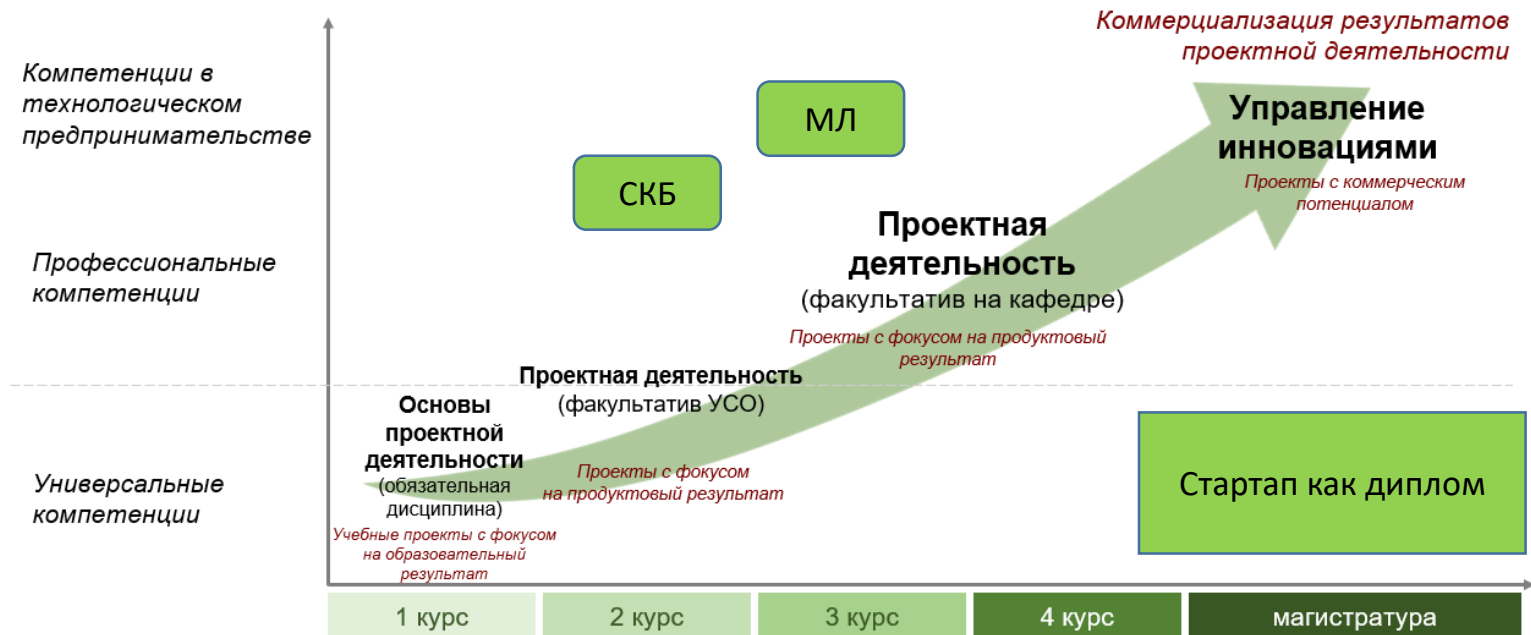 Коммерциализация результатов
проектной деятельности
Компетенции в
технологическом
предпринимательстве
МЛ
Управление
инновациями
Проекты с коммерческим
потенциалом
СКБ
Проектная
деятельность
(факультатив на кафедре)
Проекты с фокусом на продуктовый
результат
Профессиональные
компетенции
Проектная деятельность
(факультатив УСО)
Проекты с фокусом
на продуктовый результат
Основы
проектной
деятельности
(обязательная
дисциплина)
Учебные проекты с фокусом
на образовательный
результат
Универсальные
компетенции
Стартап как диплом
1 курс
2 курс
3 курс
4 курс
магистратура